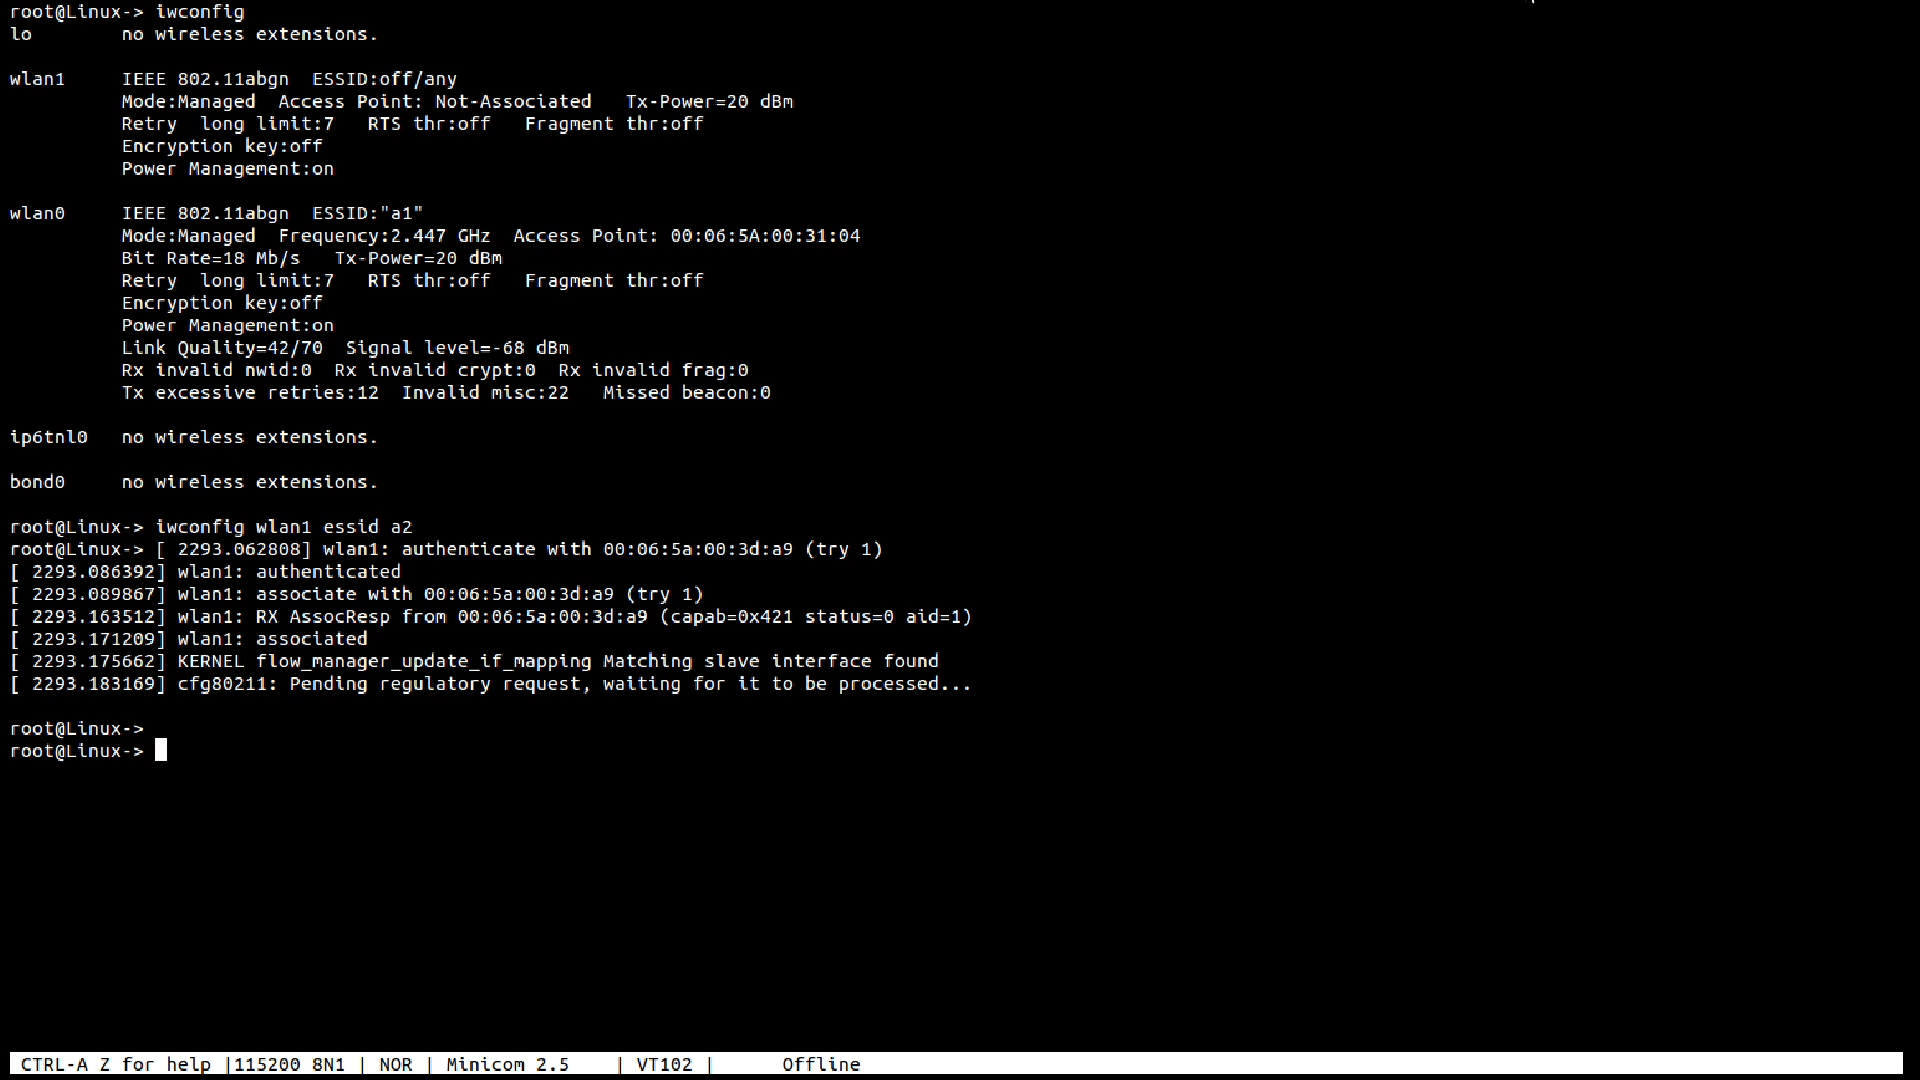 root@Linux-> iwconfig
lo        no wireless extensions.

wlan1     IEEE 802.11abgn  ESSID:off/any
          Mode:Managed  Access Point: Not-Associated   Tx-Power=20 dBm
          Retry  long limit:7   RTS thr:off   Fragment thr:off
          Encryption key:off
          Power Management:on

wlan0     IEEE 802.11abgn  ESSID:"a1"
          Mode:Managed  Frequency:2.447 GHz  Access Point: 00:06:5A:00:31:04
          Bit Rate=18 Mb/s   Tx-Power=20 dBm
          Retry  long limit:7   RTS thr:off   Fragment thr:off
          Encryption key:off
          Power Management:on
          Link Quality=42/70  Signal level=-68 dBm
          Rx invalid nwid:0  Rx invalid crypt:0  Rx invalid frag:0
          Tx excessive retries:12  Invalid misc:22   Missed beacon:0

ip6tnl0   no wireless extensions.

bond0     no wireless extensions.

root@Linux-> iwconfig wlan1 essid a2
root@Linux-> [ 2293.062808] wlan1: authenticate with 00:06:5a:00:3d:a9 (try 1)
[ 2293.086392] wlan1: authenticated
[ 2293.089867] wlan1: associate with 00:06:5a:00:3d:a9 (try 1)
[ 2293.163512] wlan1: RX AssocResp from 00:06:5a:00:3d:a9 (capab=0x421 status=0 aid=1)
[ 2293.171209] wlan1: associated
[ 2293.175662] KERNEL flow_manager_update_if_mapping Matching slave interface found
[ 2293.183169] cfg80211: Pending regulatory request, waiting for it to be processed...

root@Linux->
root@Linux->
CTRL-A Z for help |115200 8N1 | NOR | Minicom 2.5    | VT102 |      Offline